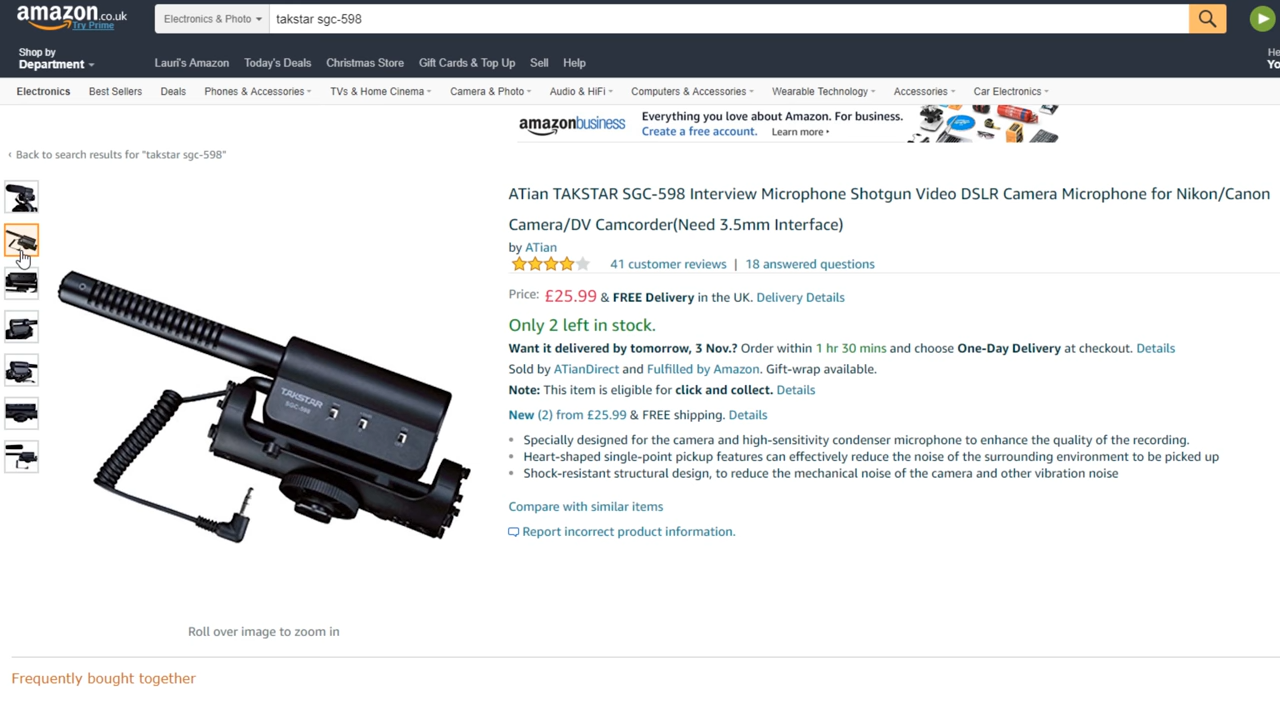 amazon.co.uk
Try Prime
Electronics & Photo
takstar sgc-598
Shop by
Department
Lauri's Amazon
Today's Deals
Christmas Store
Gift Cards & Top Up
Sell
Help
He
Yo
Electronics
Best Sellers
Deals
Phones & Accessories
TVs & Home Cinema
Camera & Photo
Audio & HiFi
Computers & Accessories
Wearable Technology
Accessories
Car Electronics
amazonbusiness
Everything you love about Amazon. For business.
Create a free account. Learn more
‹ Back to search results for "takstar sgc-598"
ATian TAKSTAR SGC-598 Interview Microphone Shotgun Video DSLR Camera Microphone for Nikon/Canon
Camera/DV Camcorder(Need 3.5mm Interface)
by ATian
41 customer reviews | 18 answered questions
Price: £25.99 & FREE Delivery in the UK. Delivery Details
Only 2 left in stock.
Want it delivered by tomorrow, 3 Nov.? Order within 1 hr 30 mins and choose One-Day Delivery at checkout. Details
Sold by ATianDirect and Fulfilled by Amazon. Gift-wrap available.
Note: This item is eligible for click and collect. Details
New (2) from £25.99 & FREE shipping. Details
• Specially designed for the camera and high-sensitivity condenser microphone to enhance the quality of the recording.
• Heart-shaped single-point pickup features can effectively reduce the noise of the surrounding environment to be picked up
• Shock-resistant structural design, to reduce the mechanical noise of the camera and other vibration noise
Compare with similar items
Report incorrect product information.
TAKSTAR
SGC-598
Roll over image to zoom in
Frequently bought together